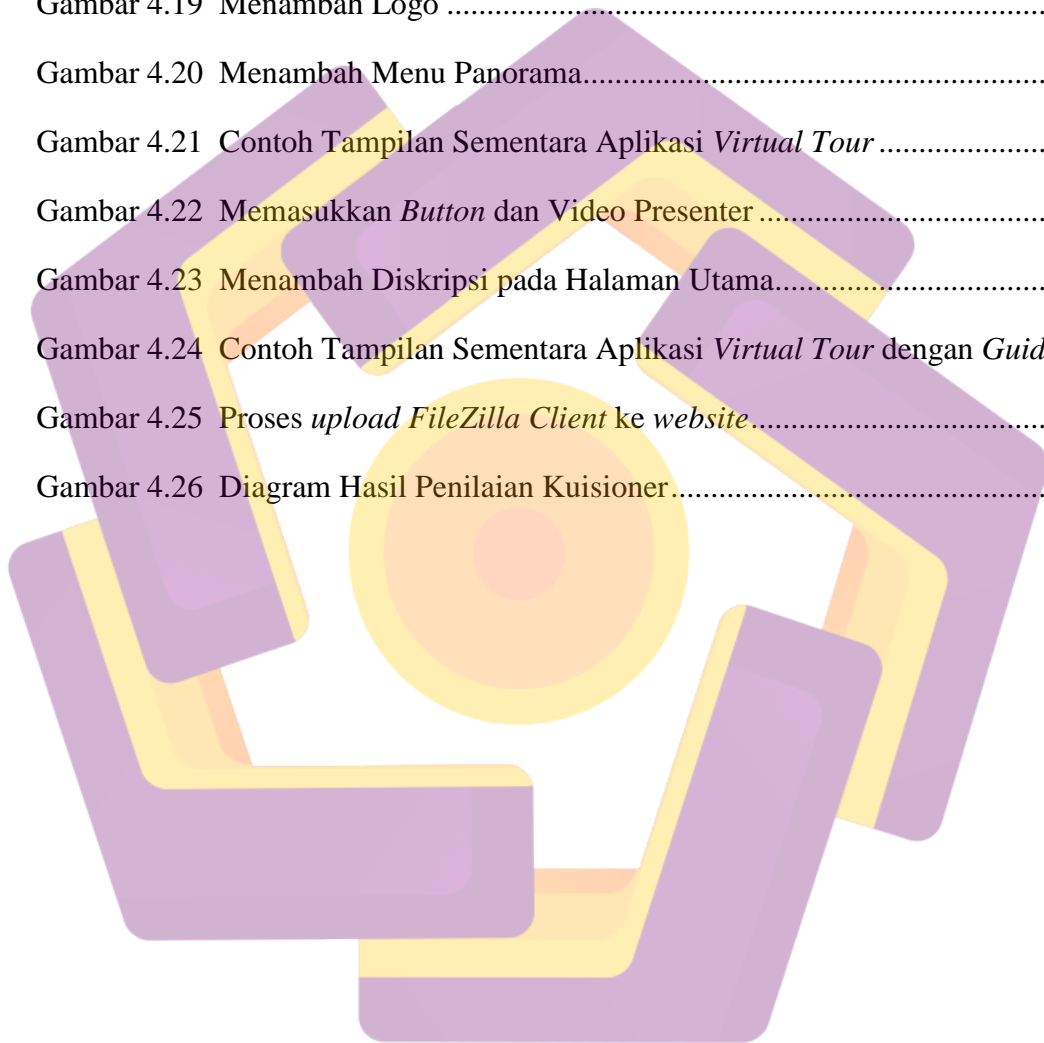 Gambar 4.19 Menambah Logo ..........................................................................
Gambar 4.20 Menambah Menu Panorama.........................................................
Gambar 4.21 Contoh Tampilan Sementara Aplikasi Virtual Tour .....................
Gambar 4.22 Memasukkan Button dan Video Presenter ...................................
Gambar 4.23 Menambah Diskripsi pada Halaman Utama.................................
Gambar 4.24 Contoh Tampilan Sementara Aplikasi Virtual Tour dengan Guid
Gambar 4.25 Proses upload FileZilla Client ke website....................................
Gambar 4.26 Diagram Hasil Penilaian Kuisioner..............................................